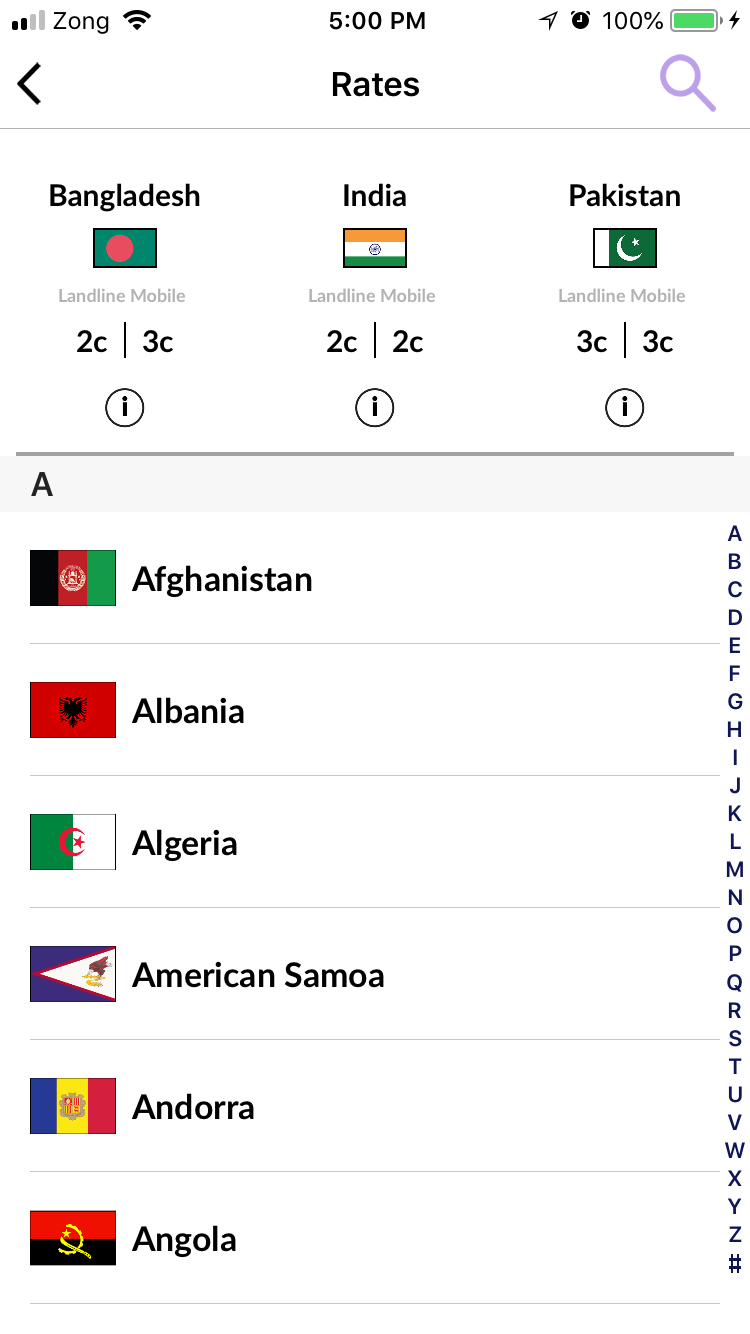 Zong 5:00 PM 100%
Rates
Bangladesh India Pakistan
Landline Mobile Landline Mobile Landline Mobile
2c 3c 2c 2c 3c 3c
i i i
A
Afghanistan
Albania
Algeria
American Samoa
Andorra
Angola
A
B
C
D
E
F
G
H
I
J
K
L
M
N
O
P
Q
R
S
T
U
V
W
X
Y
Z
#